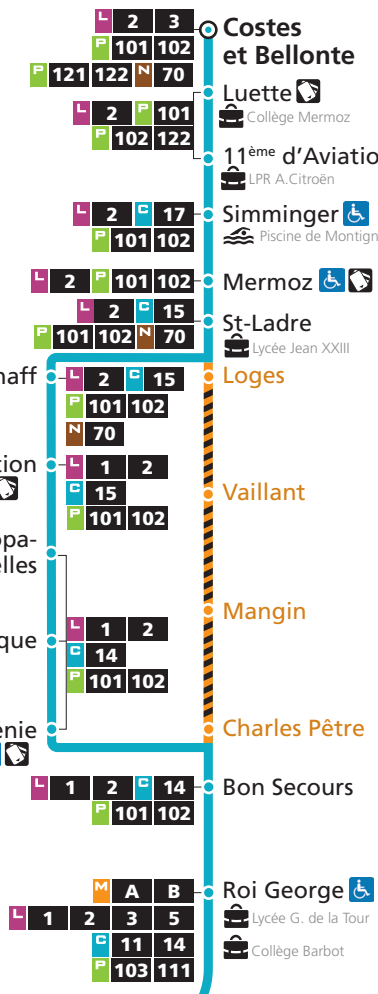 L 2 3
P 101 102
P 121 122 N 70
Costes
et Bellonte
L 2 P 101
P 102 122
Luette
Collège Mermoz
11ème d'Aviatio
LPR A.Citroën
L 2 C 17
P 101 102
Simminger
Piscine de Montign
L 2 P 101 102
Mermoz
L 2 C 15
P 101 102 N 70
St-Ladre
Lycée Jean XXIII
haff
L 2 C 15
P 101 102
N 70
Loges
tion
L 1 2
C 15
P 101 102
Vaillant
opa-
elles
Mangin
que
L 1 2
C 14
P 101 102
énie
Charles Pêtre
L 1 2 C 14
P 101 102
Bon Secours
M A B
L 1 2 3 5
C 11 14
P 103 111
Roi George
Lycée G. de la Tour
Collège Barbot